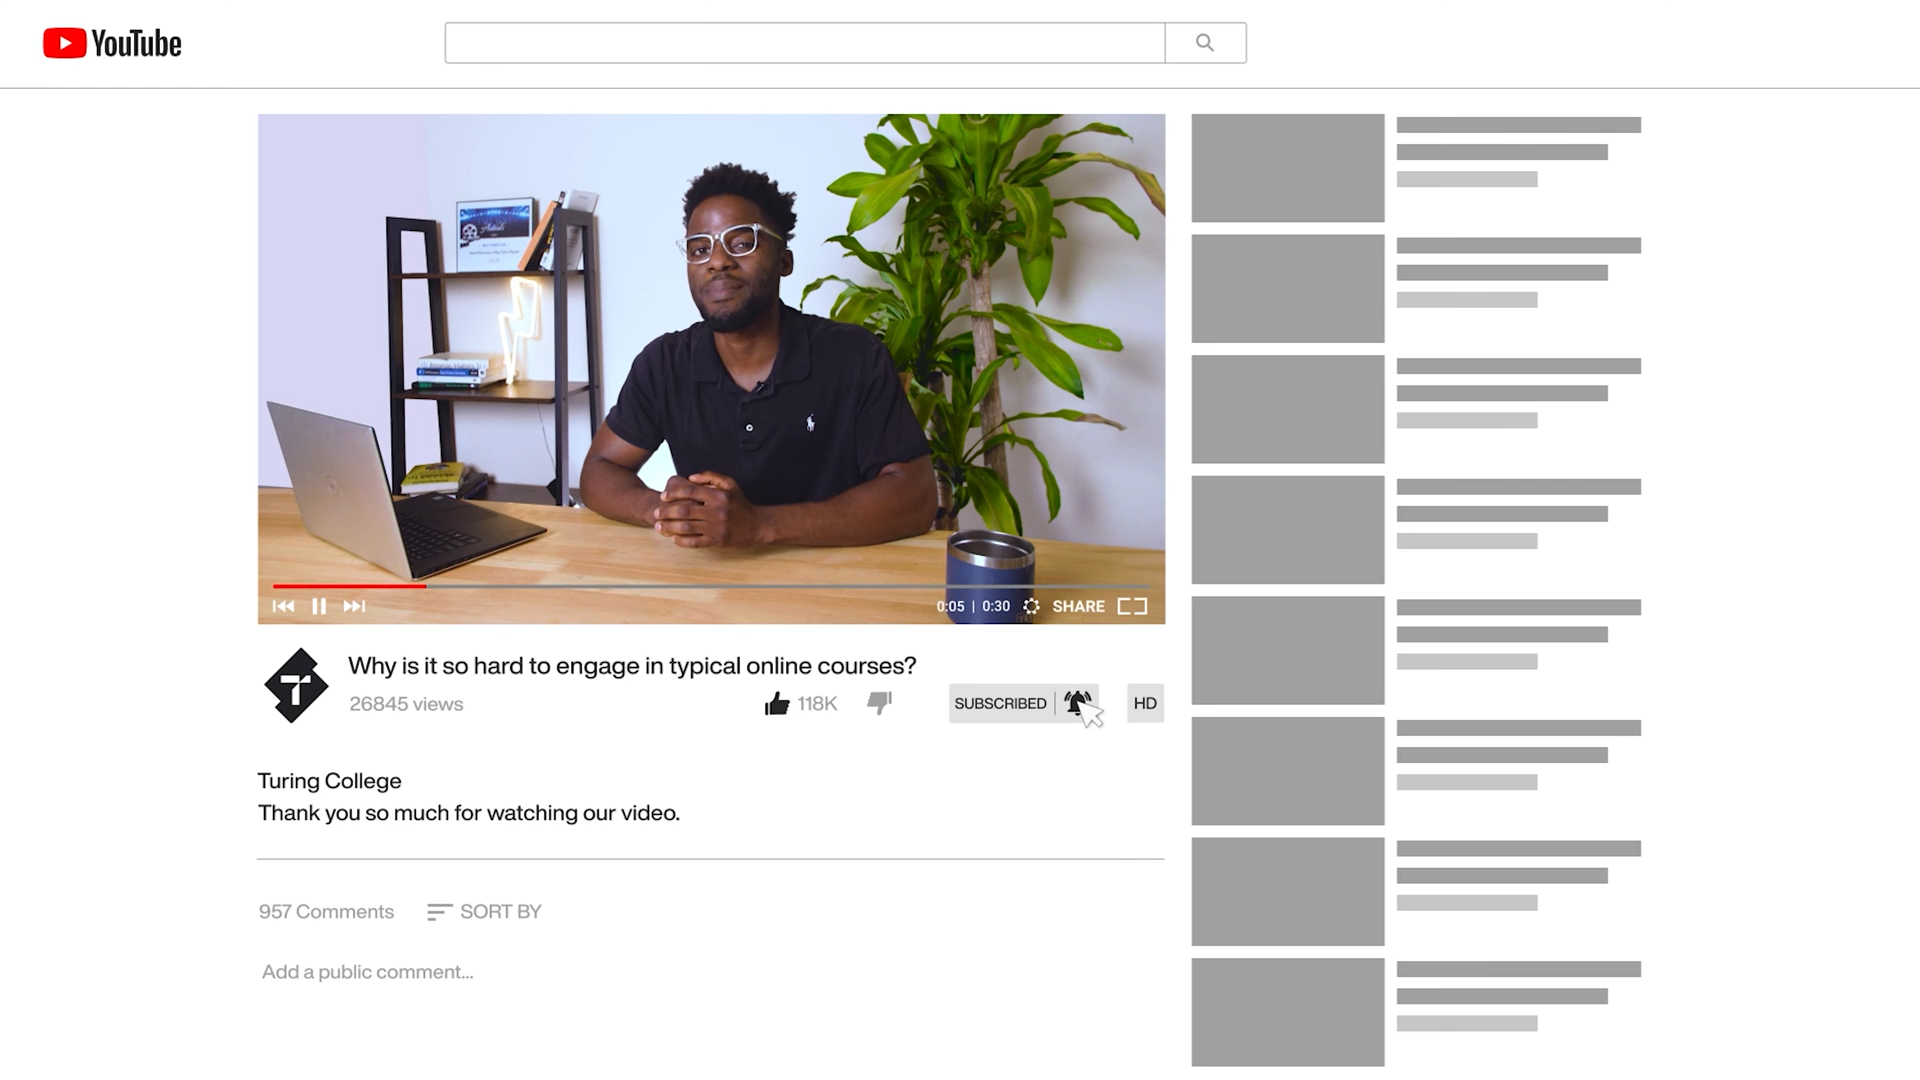 YouTube
Awards
0:05 | 0:30
SHARE
Why is it so hard to engage in typical online courses?
26845 views
118K
SUBSCRIBED
HD
Turing College
Thank you so much for watching our video.
957 Comments
SORT BY
Add a public comment...